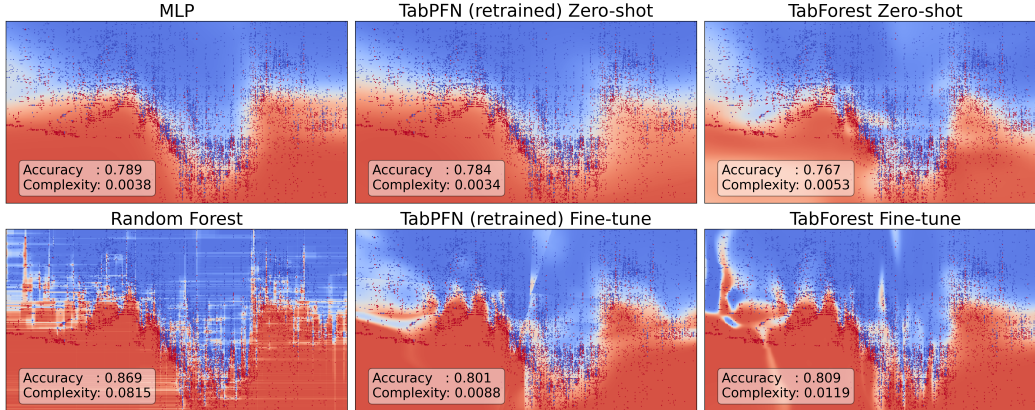 MLP
TabPFN (retrained) Zero-shot
TabForest Zero-shot
Accuracy : 0.789
Complexity: 0.0038
Accuracy : 0.784
Complexity: 0.0034
Accuracy : 0.767
Complexity: 0.0053
Random Forest
TabPFN (retrained) Fine-tune
TabForest Fine-tune
Accuracy : 0.869
Complexity: 0.0815
Accuracy : 0.801
Complexity: 0.0088
Accuracy : 0.809
Complexity: 0.0119